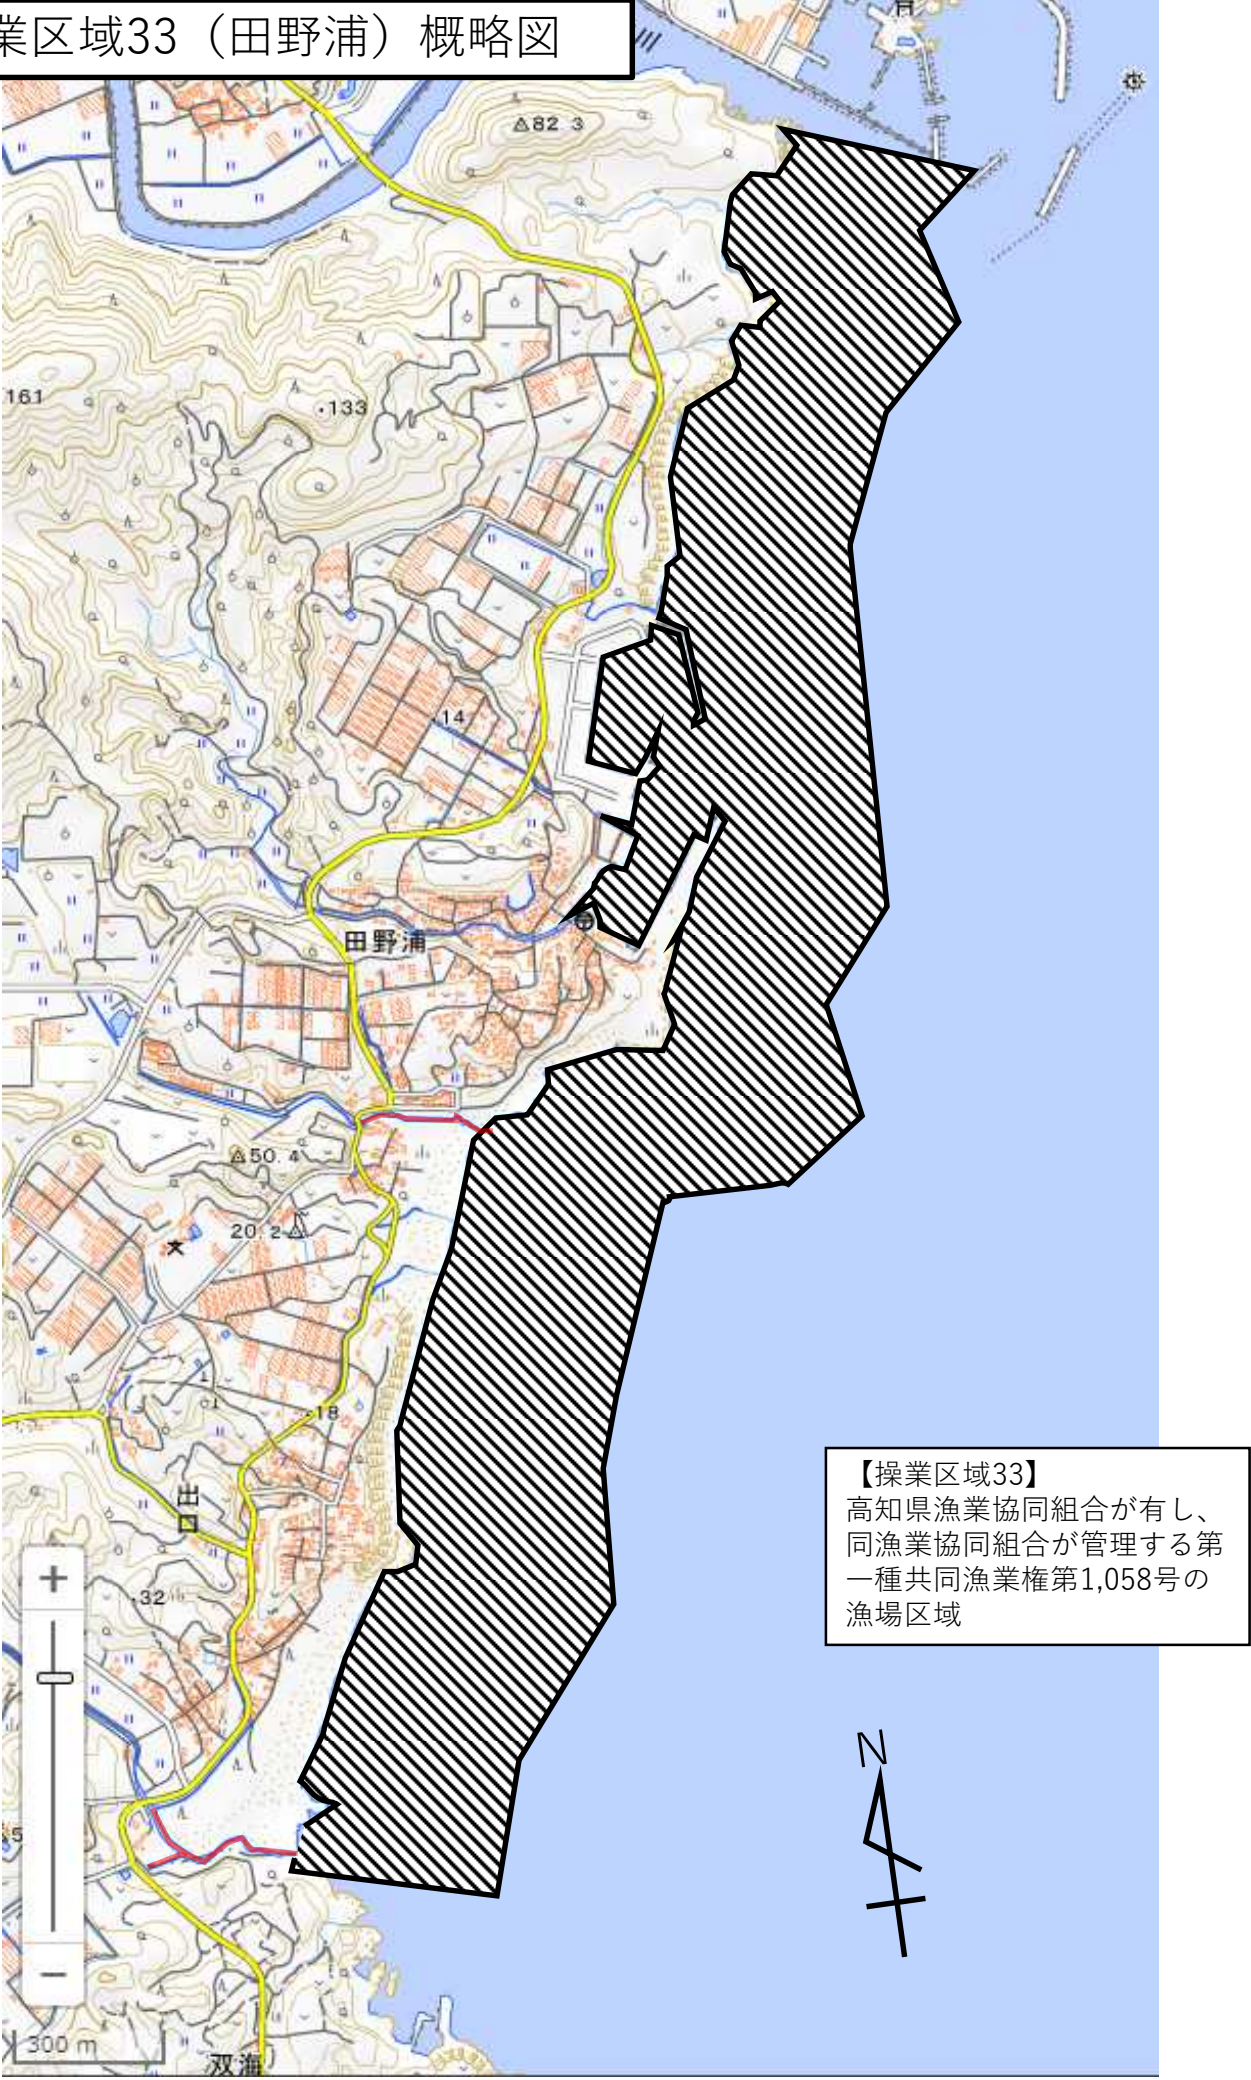 業区域33（田野浦）概略図
82.3
161
133
14
田野浦
50.4
20.2
18
出口
【操業区域33】
高知県漁業協同組合が有し、
同漁業協同組合が管理する第
一種共同漁業権第1,058号の
漁場区域
+
32
N
5
−
300 m
双海